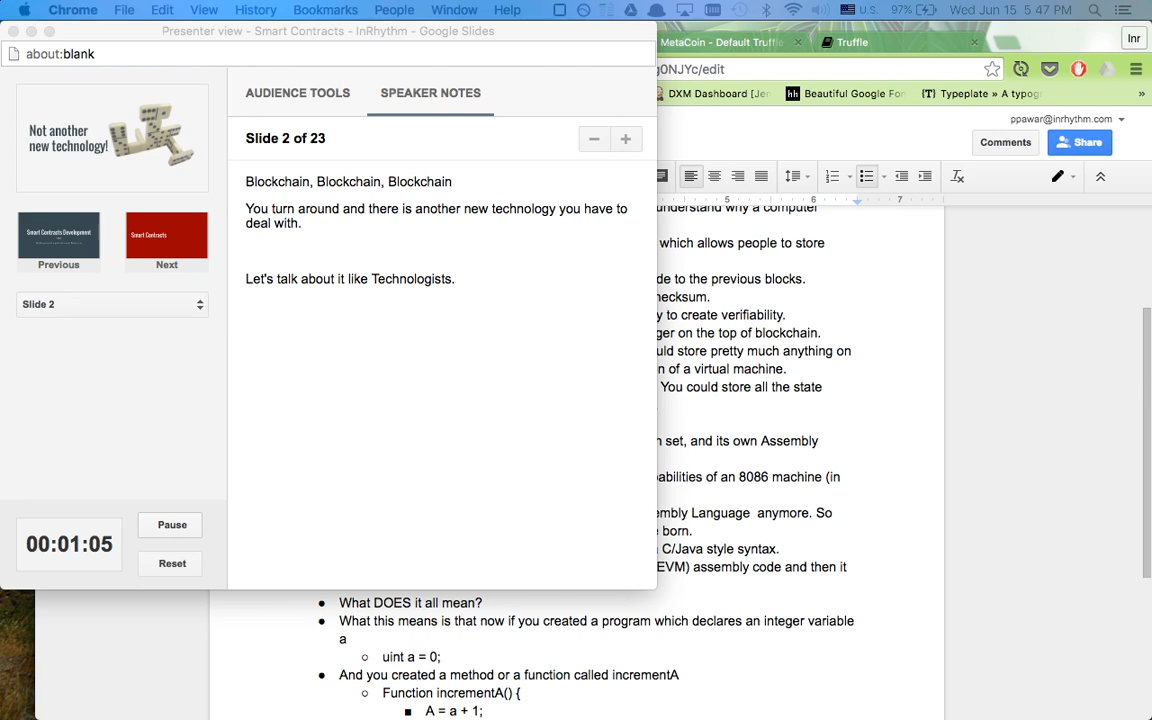 Chrome File Edit View History Bookmarks People Window Help U.S. 97% Wed Jun 15 5:47 PM
Presenter view - Smart Contracts - InRhythm - Google Slides
about:blank
MetaCoin - Default Truffle
Truffle
Inr
g0NJYc/edit
DXM Dashboard [Je
hh Beautiful Google Fo
{T} Typeplate » A typog
»
ppawar@inrhythm.com
Comments
Share
Not another
new technology!
Smart Contracts Development
Previous
Smart Contracts
Next
Slide 2
00:01:05
Pause
Reset
AUDIENCE TOOLS
SPEAKER NOTES
Slide 2 of 23
Blockchain, Blockchain, Blockchain
You turn around and there is another new technology you have to
deal with.
Let's talk about it like Technologists.
5 6 7
understand why a computer
which allows people to store
de to the previous blocks.
hecksum.
y to create verifiability.
ger on the top of blockchain.
uld store pretty much anything on
n of a virtual machine.
You could store all the state
n set, and its own Assembly
abilities of an 8086 machine (in
embly Language anymore. So
e born.
C/Java style syntax.
EVM) assembly code and then it
● What DOES it all mean?
● What this means is that now if you created a program which declares an integer variable
a
○ uint a = 0;
● And you created a method or a function called incrementA
○ Function incrementA() {
■ A = a + 1;